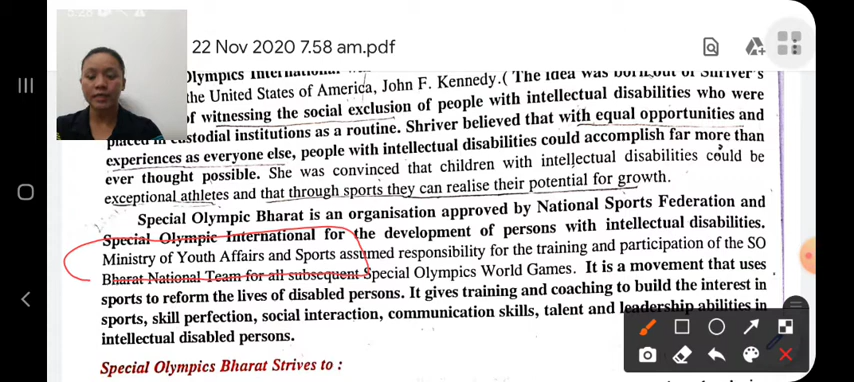 5:28
22 Nov 2020 7.58 am.pdf
Olympics International
the United States of America, John F. Kennedy.( The idea was born out of Shriver's
of witnessing the social exclusion of people with intellectual disabilities who were
placed in custodial institutions as a routine. Shriver believed that with equal opportunities and
experiences as everyone else, people with intellectual disabilities could accomplish far more than
ever thought possible. She was convinced that children with intellectual disabilities could be
exceptional athletes and that through sports they can realise their potential for growth.
Special Olympic Bharat is an organisation approved by National Sports Federation and
Special Olympic International for the development of persons with intellectual disabilities.
Ministry of Youth Affairs and Sports assumed responsibility for the training and participation of the SO
Bharat National Team for all subsequent Special Olympics World Games. It is a movement that uses
sports to reform the lives of disabled persons. It gives training and coaching to build the interest in
sports, skill perfection, social interaction, communication skills, talent and leadership abilities in
intellectual disabled persons.
Special Olympics Bharat Strives to :